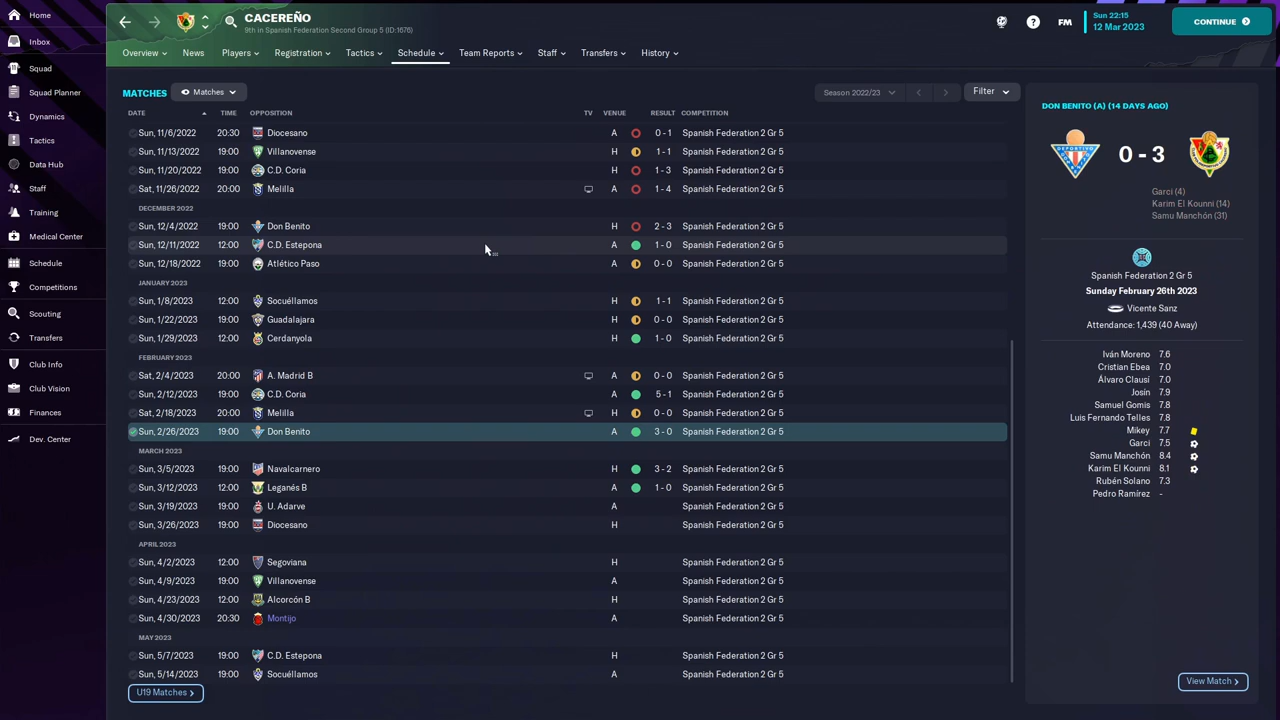 Home
Inbox
Squad
Squad Planner
Dynamics
Tactics
Data Hub
Staff
Training
Medical Center
Schedule
Competitions
Scouting
Transfers
Club Info
Club Vision
Finances
Dev. Center
CACEREÑO
9th in Spanish Federation Second Group 5 (ID:1676)
FM
Sun 22:15
12 Mar 2023
CONTINUE
Overview
News
Players
Registration
Tactics
Schedule
Team Reports
Staff
Transfers
History
MATCHES
Matches
Season 2022/23
Filter
DATE TIME OPPOSITION TV VENUE RESULT COMPETITION
Sun, 11/6/2022 20:30 Diocesano A 0 - 1 Spanish Federation 2 Gr 5
Sun, 11/13/2022 19:00 Villanovense H 1 - 1 Spanish Federation 2 Gr 5
Sun, 11/20/2022 19:00 C.D. Coria H 1 - 3 Spanish Federation 2 Gr 5
Sat, 11/26/2022 20:00 Melilla A 1 - 4 Spanish Federation 2 Gr 5
DECEMBER 2022
Sun, 12/4/2022 19:00 Don Benito H 2 - 3 Spanish Federation 2 Gr 5
Sun, 12/11/2022 12:00 C.D. Estepona A 1 - 0 Spanish Federation 2 Gr 5
Sun, 12/18/2022 19:00 Atlético Paso A 0 - 0 Spanish Federation 2 Gr 5
JANUARY 2023
Sun, 1/8/2023 12:00 Socuéllamos H 1 - 1 Spanish Federation 2 Gr 5
Sun, 1/22/2023 19:00 Guadalajara H 0 - 0 Spanish Federation 2 Gr 5
Sun, 1/29/2023 12:00 Cerdanyola H 1 - 0 Spanish Federation 2 Gr 5
FEBRUARY 2023
Sat, 2/4/2023 20:00 A. Madrid B A 0 - 0 Spanish Federation 2 Gr 5
Sun, 2/12/2023 19:00 C.D. Coria A 5 - 1 Spanish Federation 2 Gr 5
Sat, 2/18/2023 20:00 Melilla H 0 - 0 Spanish Federation 2 Gr 5
Sun, 2/26/2023 19:00 Don Benito A 3 - 0 Spanish Federation 2 Gr 5
MARCH 2023
Sun, 3/5/2023 19:00 Navalcarnero H 3 - 2 Spanish Federation 2 Gr 5
Sun, 3/12/2023 12:00 Leganés B A 1 - 0 Spanish Federation 2 Gr 5
Sun, 3/19/2023 19:00 U. Adarve A Spanish Federation 2 Gr 5
Sun, 3/26/2023 19:00 Diocesano H Spanish Federation 2 Gr 5
APRIL 2023
Sun, 4/2/2023 12:00 Segoviana H Spanish Federation 2 Gr 5
Sun, 4/9/2023 19:00 Villanovense A Spanish Federation 2 Gr 5
Sun, 4/23/2023 12:00 Alcorcón B H Spanish Federation 2 Gr 5
Sun, 4/30/2023 20:30 Montijo A Spanish Federation 2 Gr 5
MAY 2023
Sun, 5/7/2023 19:00 C.D. Estepona H Spanish Federation 2 Gr 5
Sun, 5/14/2023 19:00 Socuéllamos A Spanish Federation 2 Gr 5
U19 Matches
DON BENITO (A) (14 DAYS AGO)
DEPORTIVO
0 - 3
Garci (4)
Karim El Kounni (14)
Samu Manchón (31)
Spanish Federation 2 Gr 5
Sunday February 26th 2023
Vicente Sanz
Attendance: 1,439 (40 Away)
Iván Moreno 7.6
Cristian Ebea 7.0
Álvaro Clausí 7.0
Josín 7.9
Samuel Gomis 7.8
Luis Fernando Telles 7.8
Mikey 7.7
Garci 7.5
Samu Manchón 8.4
Karim El Kounni 8.1
Rubén Solano 7.3
Pedro Ramírez -
View Match